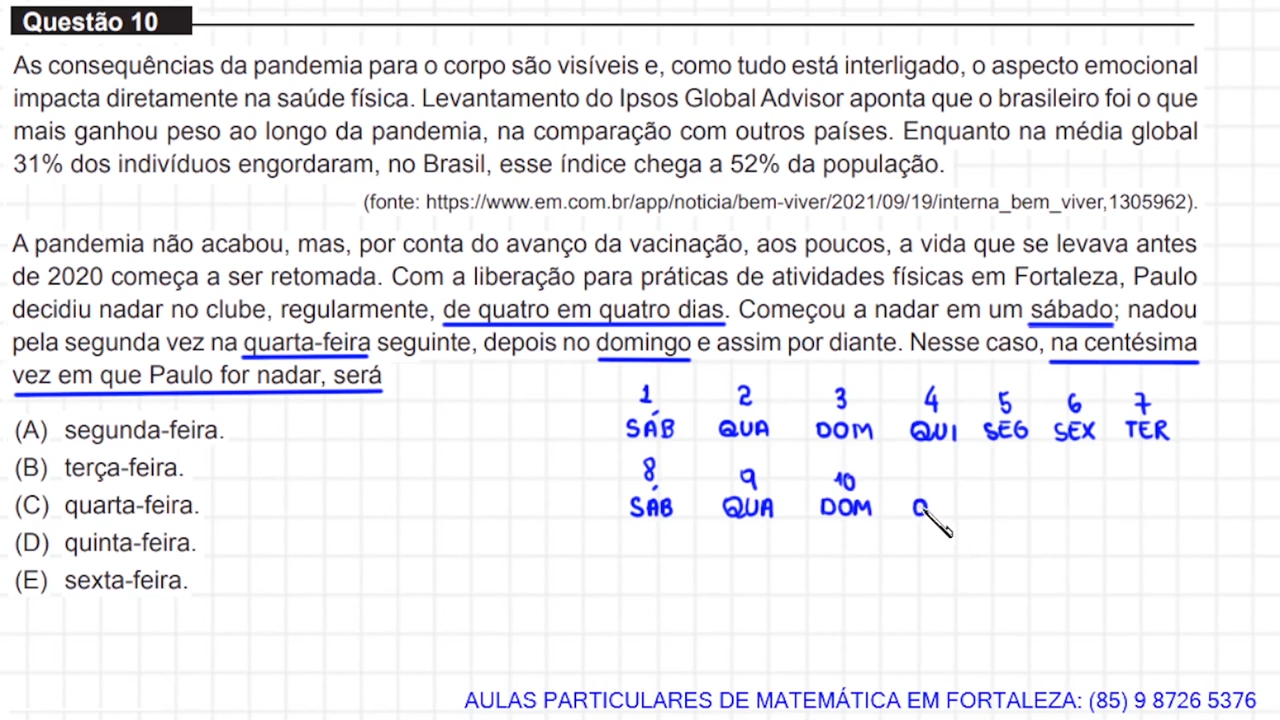 Questão 10
As consequências da pandemia para o corpo são visíveis e, como tudo está interligado, o aspecto emocional
impacta diretamente na saúde física. Levantamento do Ipsos Global Advisor aponta que o brasileiro foi o que
mais ganhou peso ao longo da pandemia, na comparação com outros países. Enquanto na média global
31% dos indivíduos engordaram, no Brasil, esse índice chega a 52% da população.
(fonte: https://www.em.com.br/app/noticia/bem-viver/2021/09/19/interna_bem_viver,1305962).
A pandemia não acabou, mas, por conta do avanço da vacinação, aos poucos, a vida que se levava antes
de 2020 começa a ser retomada. Com a liberação para práticas de atividades físicas em Fortaleza, Paulo
decidiu nadar no clube, regularmente, de quatro em quatro dias. Começou a nadar em um sábado; nadou
pela segunda vez na quarta-feira seguinte, depois no domingo e assim por diante. Nesse caso, na centésima
vez em que Paulo for nadar, será
1 2 3 4 5 6 7
(A) segunda-feira. SÁB QUA DOM QUI SEG SEX TER
(B) terça-feira. 8 9 10
(C) quarta-feira. SÁB QUA DOM
(D) quinta-feira.
(E) sexta-feira.
AULAS PARTICULARES DE MATEMÁTICA EM FORTALEZA: (85) 9 8726 5376